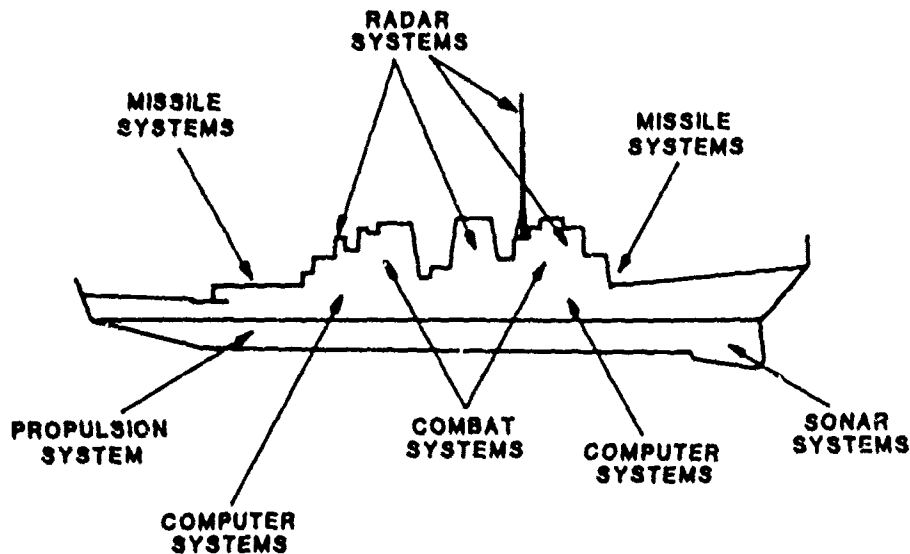 RADAR
SYSTEMS
MISSILE
SYSTEMS
MISSILE
SYSTEMS
PROPULSION
SYSTEM
COMBAT
SYSTEMS
SONAR
SYSTEMS
COMPUTER
SYSTEMS
COMPUTER
SYSTEMS